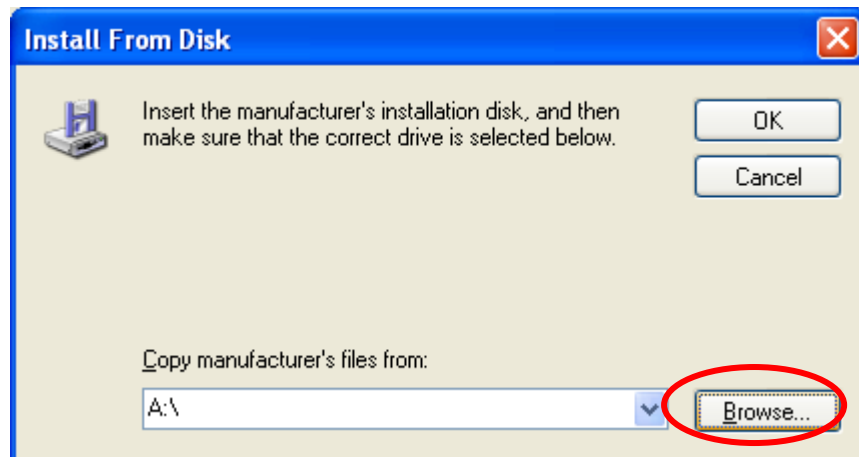 Install From Disk
Insert the manufacturer's installation disk, and then
make sure that the correct drive is selected below.
OK
Cancel
Copy manufacturer's files from:
A:\
Browse...